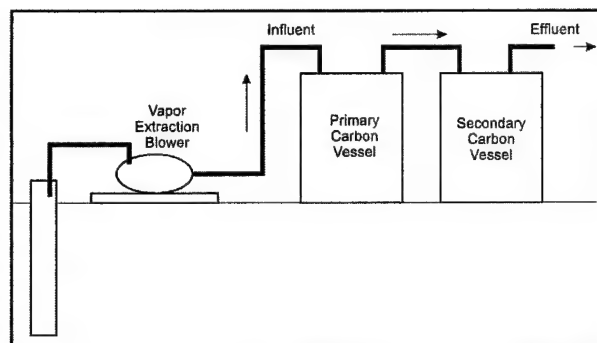 Influent
Effluent
Vapor
Extraction
Blower
Primary
Carbon
Vessel
Secondary
Carbon
Vessel